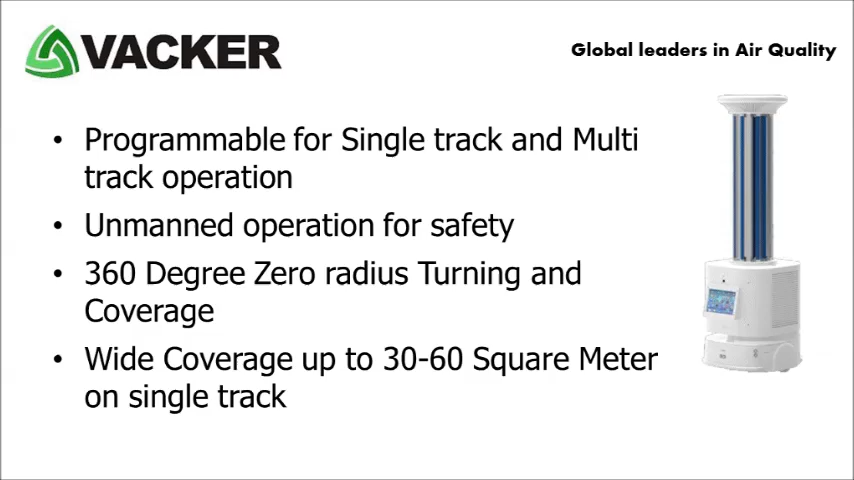 VACKER
Global leaders in Air Quality
• Programmable for Single track and Multi
track operation
• Unmanned operation for safety
• 360 Degree Zero radius Turning and
Coverage
• Wide Coverage up to 30-60 Square Meter
on single track